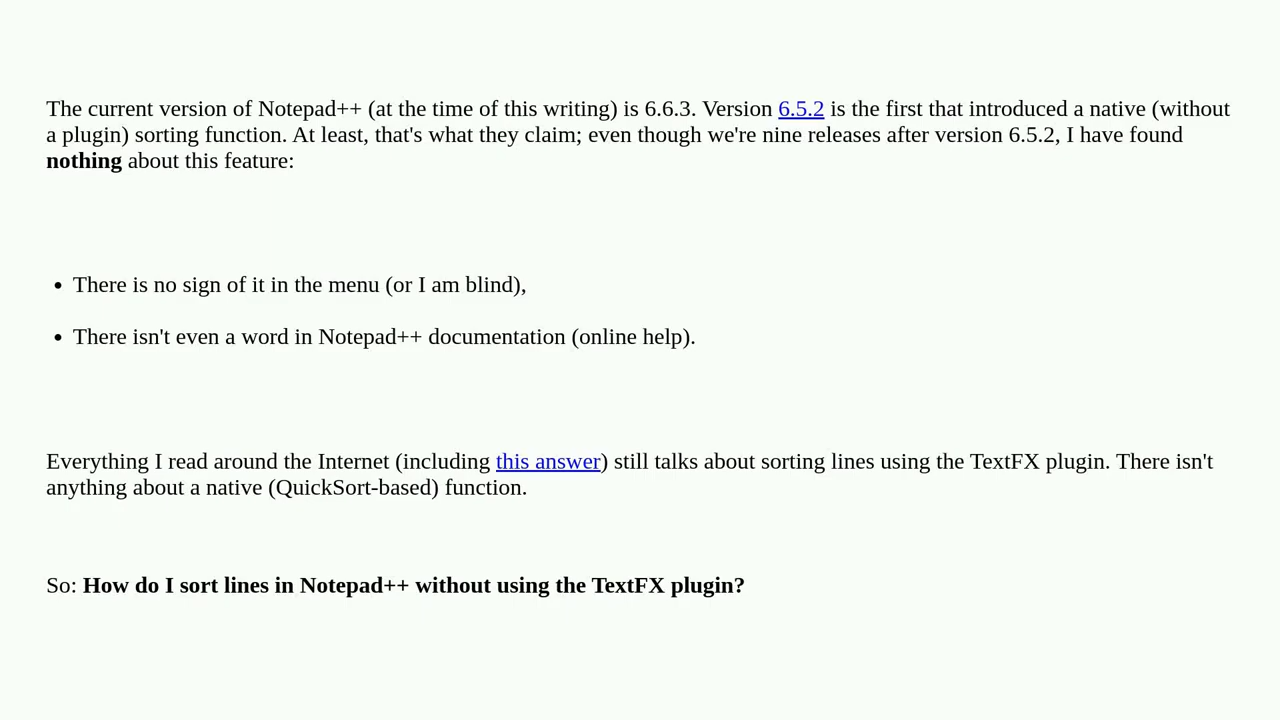 The current version of Notepad++ (at the time of this writing) is 6.6.3. Version 6.5.2 is the first that introduced a native (without
a plugin) sorting function. At least, that's what they claim; even though we're nine releases after version 6.5.2, I have found
nothing about this feature:
• There is no sign of it in the menu (or I am blind),
• There isn't even a word in Notepad++ documentation (online help).
Everything I read around the Internet (including this answer) still talks about sorting lines using the TextFX plugin. There isn't
anything about a native (QuickSort-based) function.
So: How do I sort lines in Notepad++ without using the TextFX plugin?